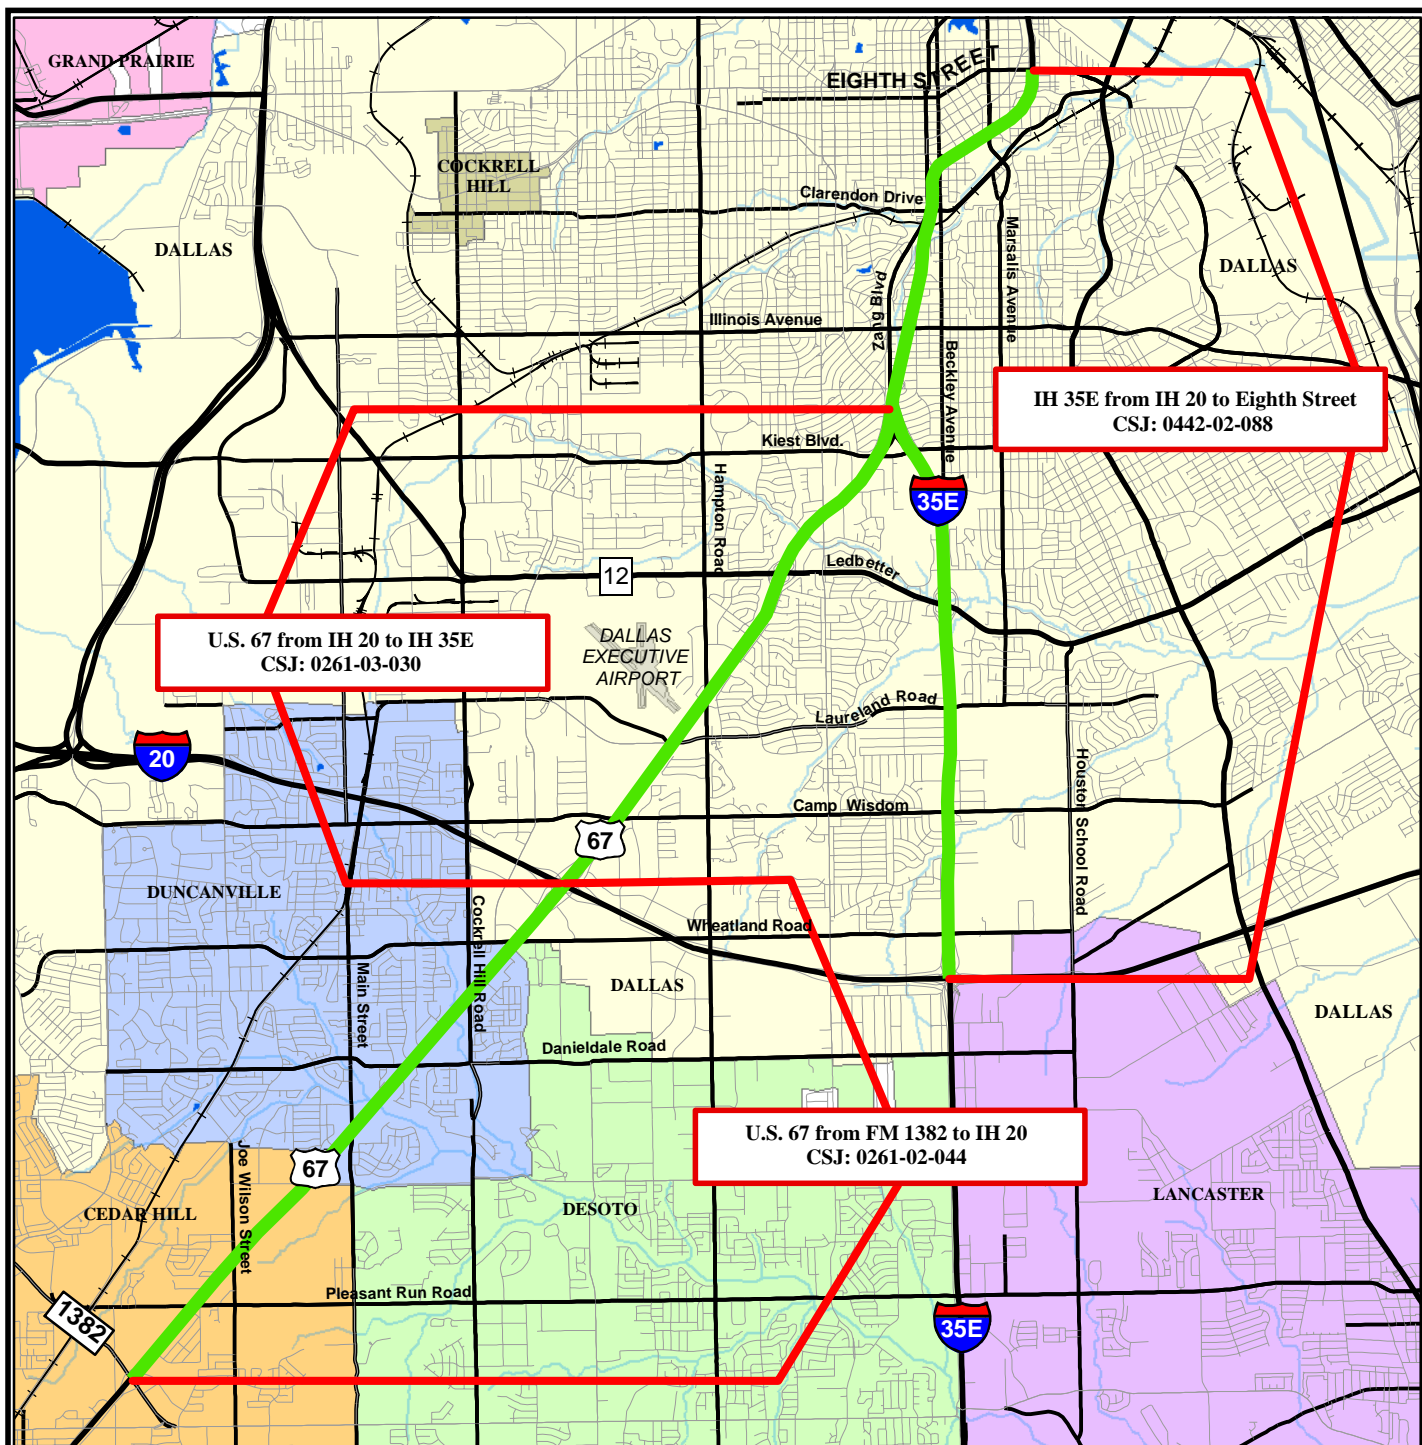 GRAND PRAIRIE
EIGHTH STREET
COCKRELL
HILL
Clarendon Drive
DALLAS
Marsalis Avenue
DALLAS
Zang Blvd
Illinois Avenue
Beckley Avenue
IH 35E from IH 20 to Eighth Street
CSJ: 0442-02-088
Kiest Blvd.
Hampton Road
35E
Ledbetter
12
U.S. 67 from IH 20 to IH 35E
CSJ: 0261-03-030
DALLAS
EXECUTIVE
AIRPORT
Laureland Road
20
Houston School Road
Camp Wisdom
67
DUNCANVILLE
Cockrell Hill Road
Wheatland Road
Main Street
DALLAS
DALLAS
Danieldale Road
U.S. 67 from FM 1382 to IH 20
CSJ: 0261-02-044
Joe Wilson Street
67
CEDAR HILL
DESOTO
LANCASTER
Pleasant Run Road
1382
35E